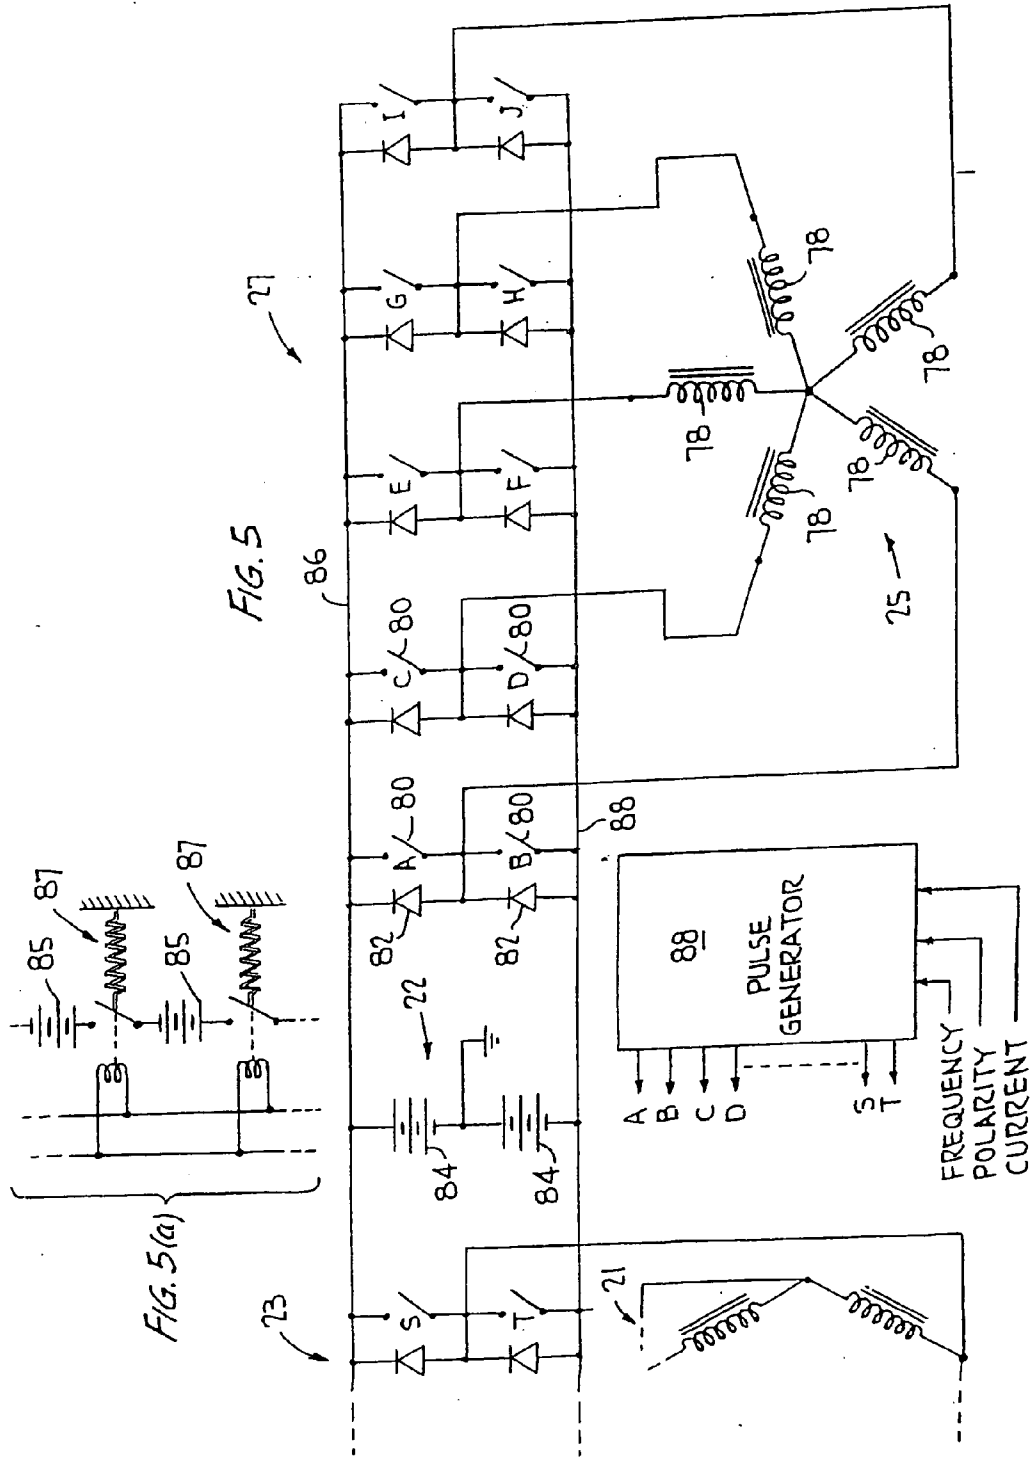 FIG. 5(a)
85
87
85
87
FIG. 5
27
23
22
86
S
T
84
84
82
A
80
82
B
80
88
C
80
D
80
E
F
G
H
I
J
21
88
PULSE
GENERATOR
A
B
C
D
S
T
FREQUENCY
POLARITY
CURRENT
25
78
78
78
78
78